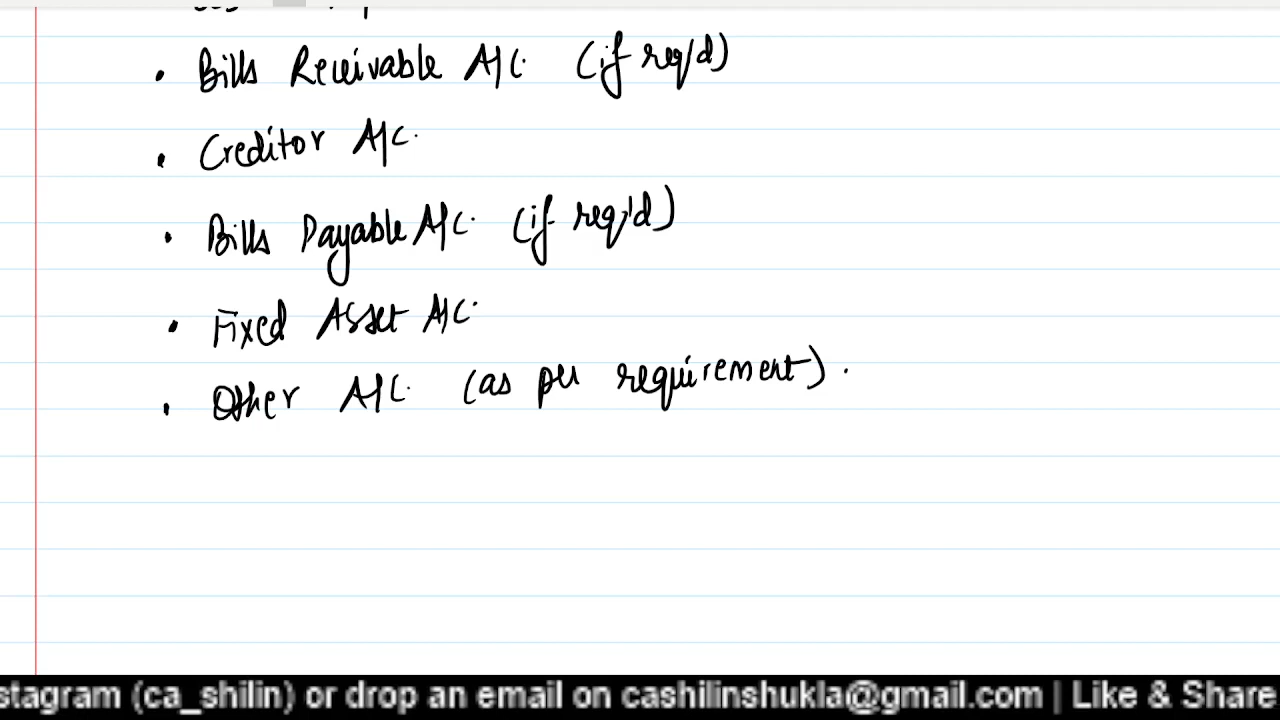 • Bills Receivable A/c. (if req'd)
• Creditor A/c.
• Bills Payable A/c. (if req'd)
• Fixed Asset A/c.
• Other A/c. (as per requirement).
stagram (ca_shilin) or drop an email on cashilinshukla@gmail.com | Like & Share